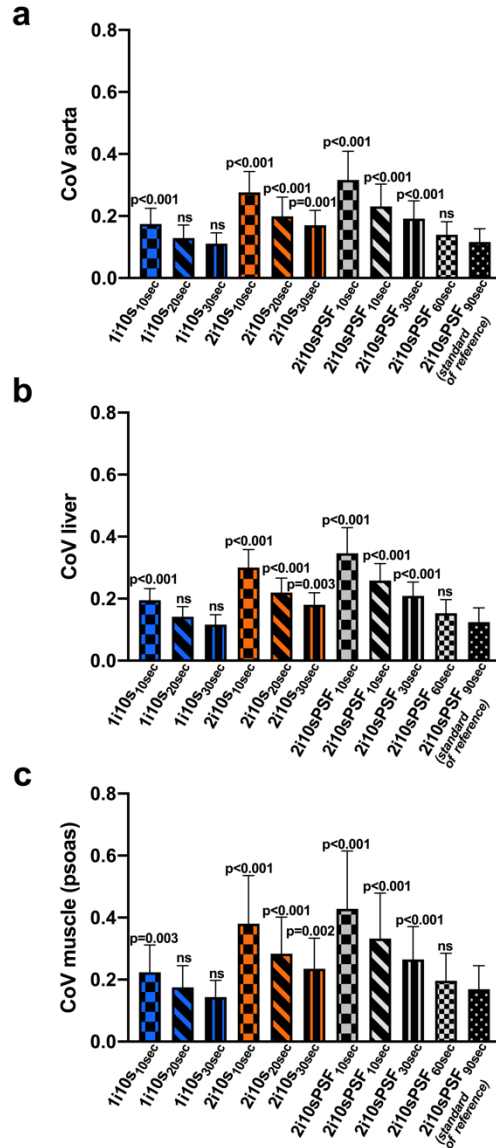 a
CoV aorta
0.8
0.6
0.4
0.2
0.0
p<0.001
ns
ns
p<0.001
p<0.001
p=0.001
p<0.001
p<0.001
p<0.001
ns
1i10s10sec
1i10s20sec
1i10s30sec
2i10s10sec
2i10s20sec
2i10s30sec
2i10sPSF10sec
2i10sPSF10sec
2i10sPSF30sec
2i10sPSF60sec
2i10sPSF90sec
(standard
of reference)
b
CoV liver
0.8
0.6
0.4
0.2
0.0
p<0.001
ns
ns
p<0.001
p<0.001
p=0.003
p<0.001
p<0.001
p<0.001
ns
1i10s10sec
1i10s20sec
1i10s30sec
2i10s10sec
2i10s20sec
2i10s30sec
2i10sPSF10sec
2i10sPSF10sec
2i10sPSF30sec
2i10sPSF60sec
2i10sPSF90sec
(standard
of reference)
c
CoV muscle (psoas)
0.8
0.6
0.4
0.2
0.0
p=0.003
ns
ns
p<0.001
p<0.001
p=0.002
p<0.001
p<0.001
p<0.001
ns
1i10s10sec
1i10s20sec
1i10s30sec
2i10s10sec
2i10s20sec
2i10s30sec
2i10sPSF10sec
2i10sPSF10sec
2i10sPSF30sec
2i10sPSF60sec
2i10sPSF90sec
(standard
of reference)